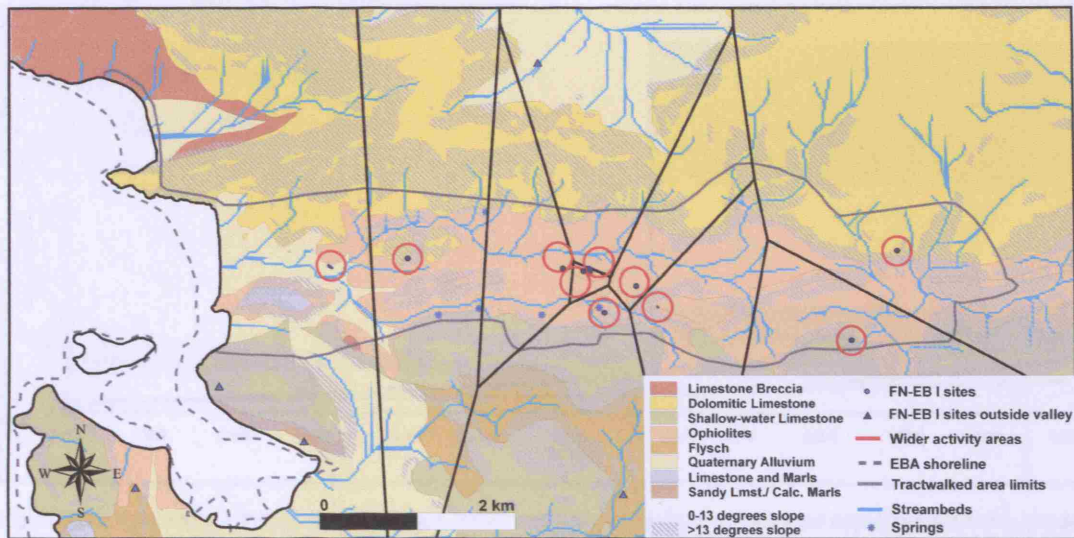 N
W E
S
0 2 km
Limestone Breccia
Dolomitic Limestone
Shallow-water Limestone
Ophiolites
Flysch
Quaternary Alluvium
Limestone and Marls
Sandy Lmst./ Calc. Marls
0-13 degrees slope
>13 degrees slope
FN-EB I sites
FN-EB I sites outside valley
Wider activity areas
EBA shoreline
Tractwalked area limits
Streambeds
Springs